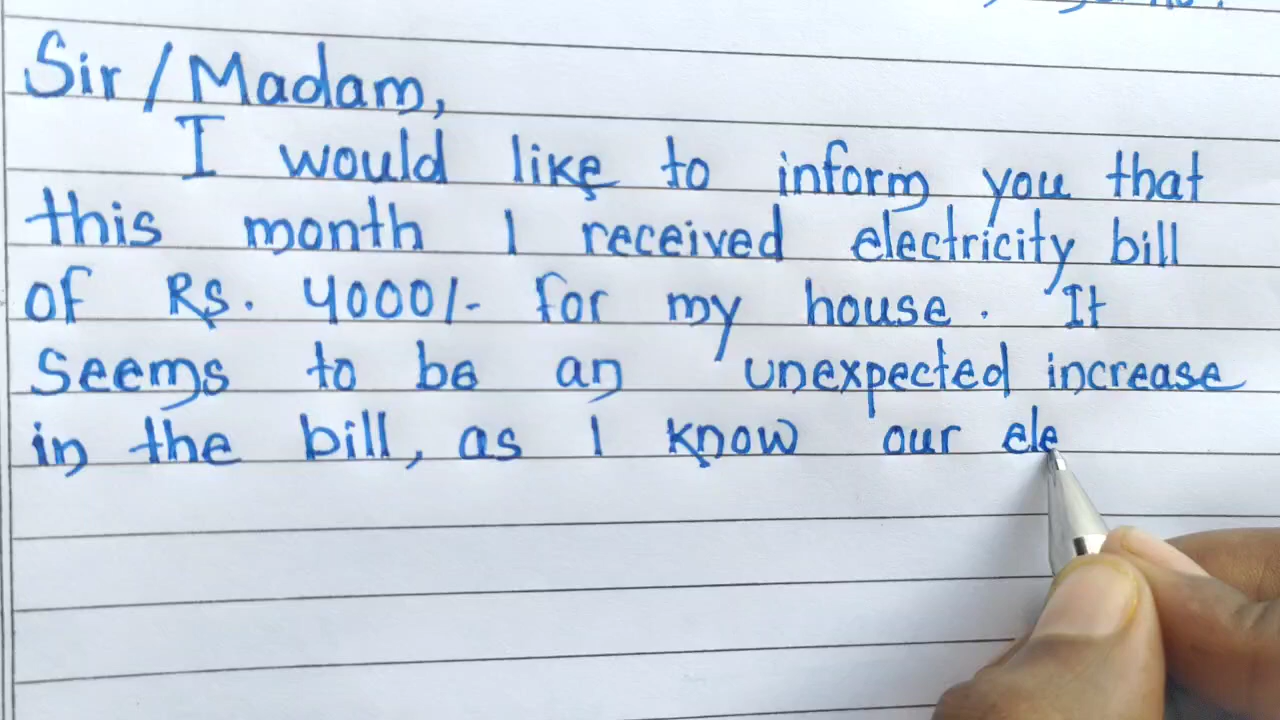 Sir/Madam,
I would like to inform you that
this month I received electricity bill
of Rs. 4000/- for my house. It
seems to be an unexpected increase
in the bill, as I know our ele